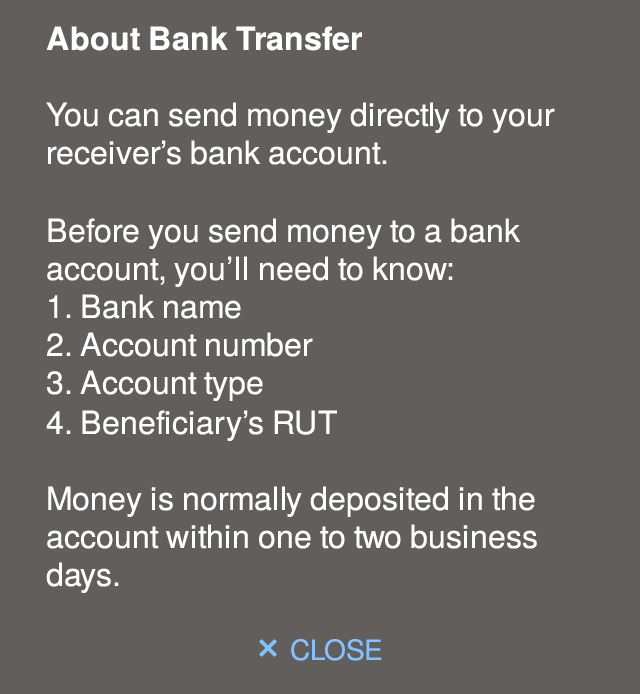 About Bank Transfer
You can send money directly to your
receiver’s bank account.
Before you send money to a bank
account, you’ll need to know:
1. Bank name
2. Account number
3. Account type
4. Beneficiary’s RUT
Money is normally deposited in the
account within one to two business
days.
✕ CLOSE